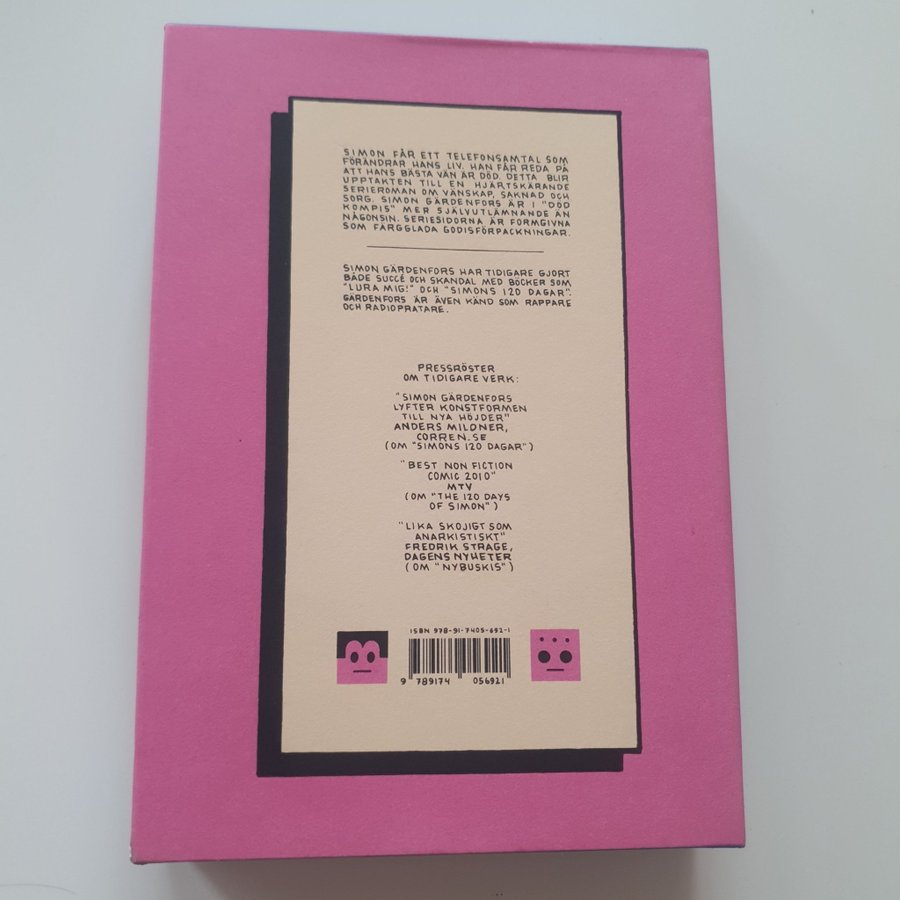 SIMON FÅR ETT TELEFONSAMTAL SOM
FÖRÄNDRAR HANS LIV. HAN FÅR REDA PÅ
ATT HANS BÄSTA VÄN ÄR DÖD. DETTA BLIR
UPPTAKTEN TILL EN HJÄRTSKÄRANDE
SERIEROMAN OM VÄNSKAP, SAKNAD OCH
SORG. SIMON GÄRDENFORS ÄR I "DÖD
KOMPIS" MER SJÄLVUTLÄMNANDE ÄN
NÅGONSIN. SERIESIDORNA ÄR FORMGIVNA
SOM FÄRGGLADA GODISFÖRPACKNINGAR.
SIMON GÄRDENFORS HAR TIDIGARE GJORT
BÅDE SUCCÉ OCH SKANDAL MED BÖCKER SOM
"LURA MIG!" OCH "SIMONS 120 DAGAR".
GÄRDENFORS ÄR ÄVEN KÄND SOM RAPPARE
OCH RADIOPRATARE.
PRESSRÖSTER
OM TIDIGARE VERK:
"SIMON GÄRDENFORS
LYFTER KONSTFORMEN
TILL NYA HÖJDER"
ANDERS MILDNER,
CORREN.SE
(OM "SIMONS 120 DAGAR")
"BEST NON FICTION
COMIC 2010"
MTV
(OM "THE 120 DAYS
OF SIMON")
"LIKA SKOJIGT SOM
ANARKISTISKT"
FREDRIK STRAGE,
DAGENS NYHETER
(OM "NYBUSKIS")
ISBN 978-91-7405-692-1
9 789174 056921